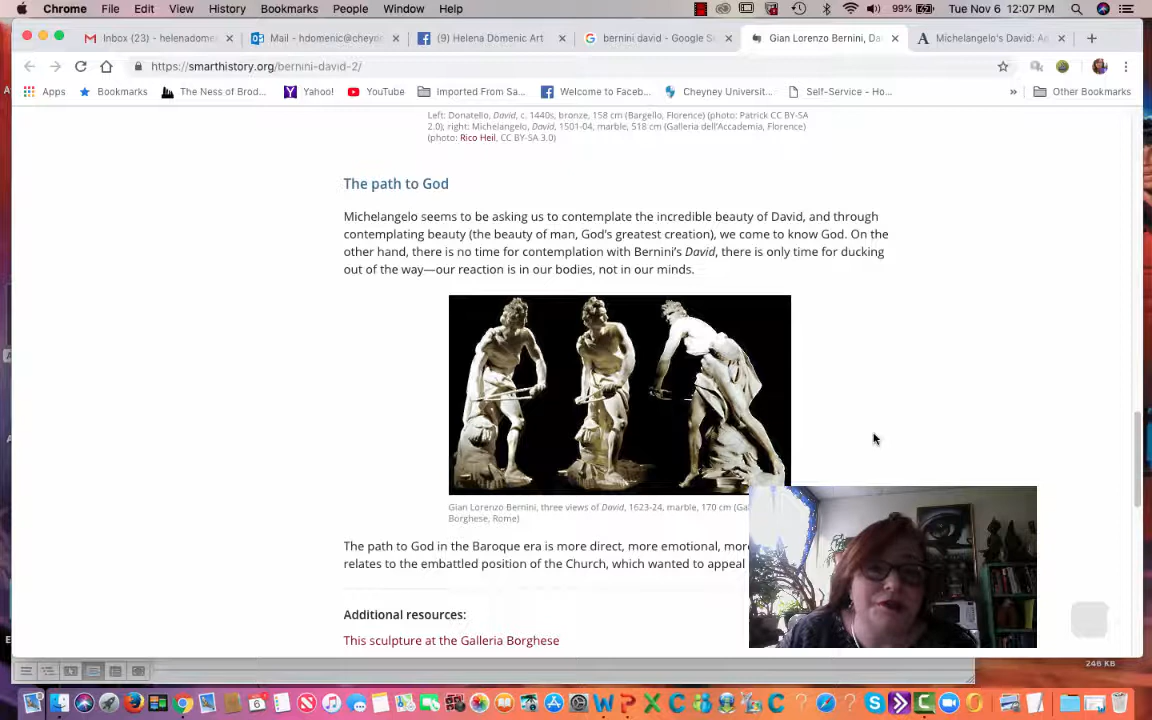 Chrome File Edit View History Bookmarks People Window Help 99% Tue Nov 6 12:07 PM
Inbox (23) - helenadome
Mail - hdomenic@cheyn
(9) Helena Domenic Art
bernini david - Google S
Gian Lorenzo Bernini, Da
Michelangelo's David: A
https://smarthistory.org/bernini-david-2/
Apps Bookmarks The Ness of Brod... Yahoo! YouTube Imported From Sa... Welcome to Faceb... Cheyney Universit... Self-Service - Ho... » Other Bookmarks
Left: Donatello, David, c. 1440s, bronze, 158 cm (Bargello, Florence) (photo: Patrick CC BY-SA
2.0); right: Michelangelo, David, 1501-04, marble, 518 cm (Galleria dell'Accademia, Florence)
(photo: Rico Heil, CC BY-SA 3.0)
The path to God
Michelangelo seems to be asking us to contemplate the incredible beauty of David, and through
contemplating beauty (the beauty of man, God's greatest creation), we come to know God. On the
other hand, there is no time for contemplation with Bernini's David, there is only time for ducking
out of the way—our reaction is in our bodies, not in our minds.
Gian Lorenzo Bernini, three views of David, 1623-24, marble, 170 cm (Ga
Borghese, Rome)
The path to God in the Baroque era is more direct, more emotional, mor
relates to the embattled position of the Church, which wanted to appeal
Additional resources:
This sculpture at the Galleria Borghese
246 KB